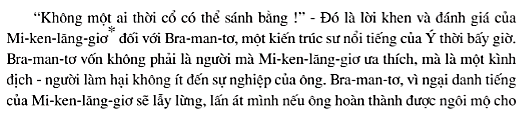 “Không một ai thời cổ có thể sánh bằng !” - Đó là lời khen và đánh giá của
Mi-ken-lăng-giơ* đối với Bra-man-tơ, một kiến trúc sư nổi tiếng của Ý thời bấy giờ.
Bra-man-tơ vốn không phải là người mà Mi-ken-lăng-giơ ưa thích, mà là một kình
địch - người làm hại không ít đến sự nghiệp của ông. Bra-man-tơ, vì ngại danh tiếng
của Mi-ken-lăng-giơ sẽ lẫy lừng, lấn át mình nếu ông hoàn thành được ngôi mộ cho